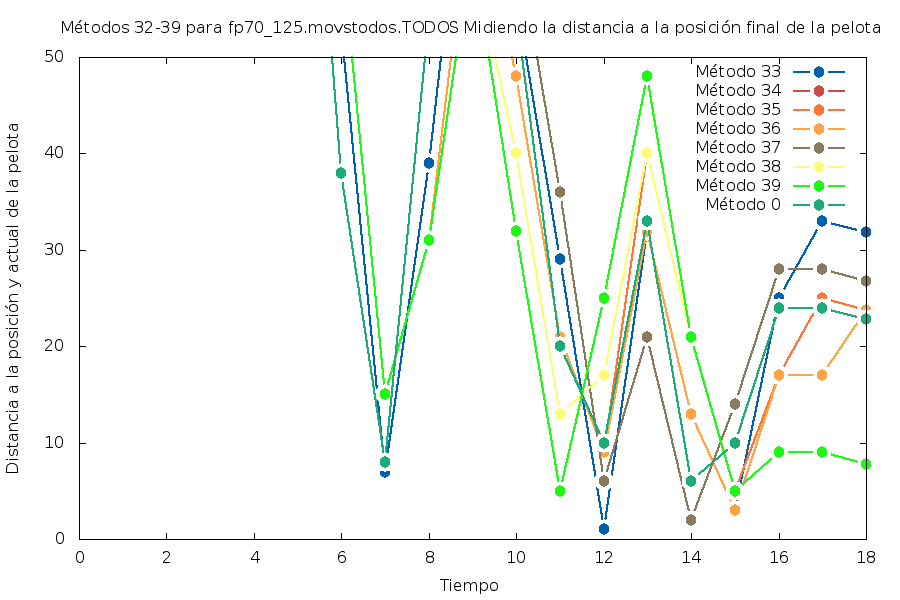 Métodos 32-39 para fp70_125.movstodos.TODOS Midiendo la distancia a la posición final de la pelota
Distancia a la posición y actual de la pelota
50
40
30
20
10
0
Método 33
Método 34
Método 35
Método 36
Método 37
Método 38
Método 39
Método 0
0 2 4 6 8 10 12 14 16 18
Tiempo